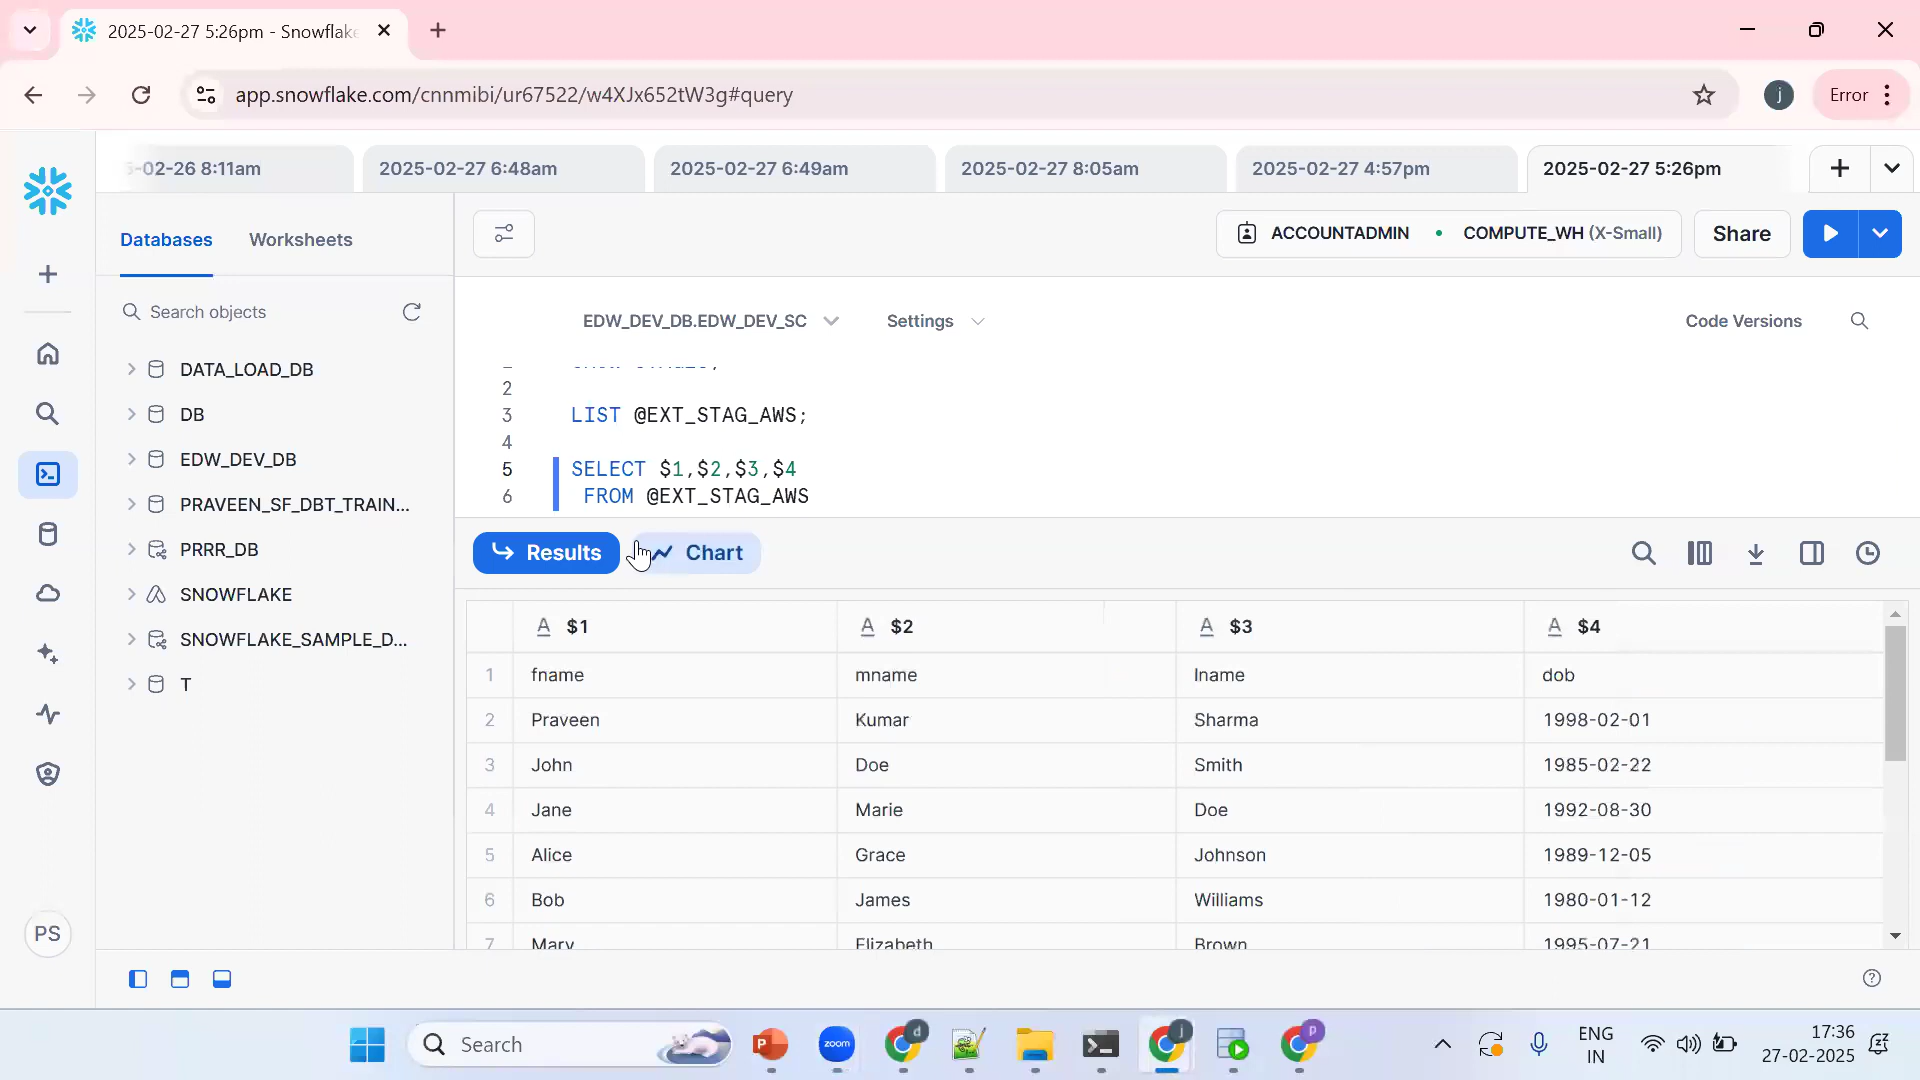 2025-02-27 5:26pm - Snowflake
app.snowflake.com/cnnmibi/ur67522/w4XJx652tW3g#query
j
Error
-02-26 8:11am
2025-02-27 6:48am
2025-02-27 6:49am
2025-02-27 8:05am
2025-02-27 4:57pm
2025-02-27 5:26pm
Databases
Worksheets
ACCOUNTADMIN
COMPUTE_WH (X-Small)
Share
Search objects
EDW_DEV_DB.EDW_DEV_SC
Settings
Code Versions
DATA_LOAD_DB
DB
EDW_DEV_DB
PRAVEEN_SF_DBT_TRAIN...
PRRR_DB
SNOWFLAKE
SNOWFLAKE_SAMPLE_D...
T
2
3 LIST @EXT_STAG_AWS;
4
5 SELECT $1,$2,$3,$4
6 FROM @EXT_STAG_AWS
Results
Chart
A $1 A $2 A $3 A $4
1 fname mname lname dob
2 Praveen Kumar Sharma 1998-02-01
3 John Doe Smith 1985-02-22
4 Jane Marie Doe 1992-08-30
5 Alice Grace Johnson 1989-12-05
6 Bob James Williams 1980-01-12
7 Mary Elizabeth Brown 1995-07-21
PS
Search
P
zoom
d
j
p
ENG
IN
17:36
27-02-2025